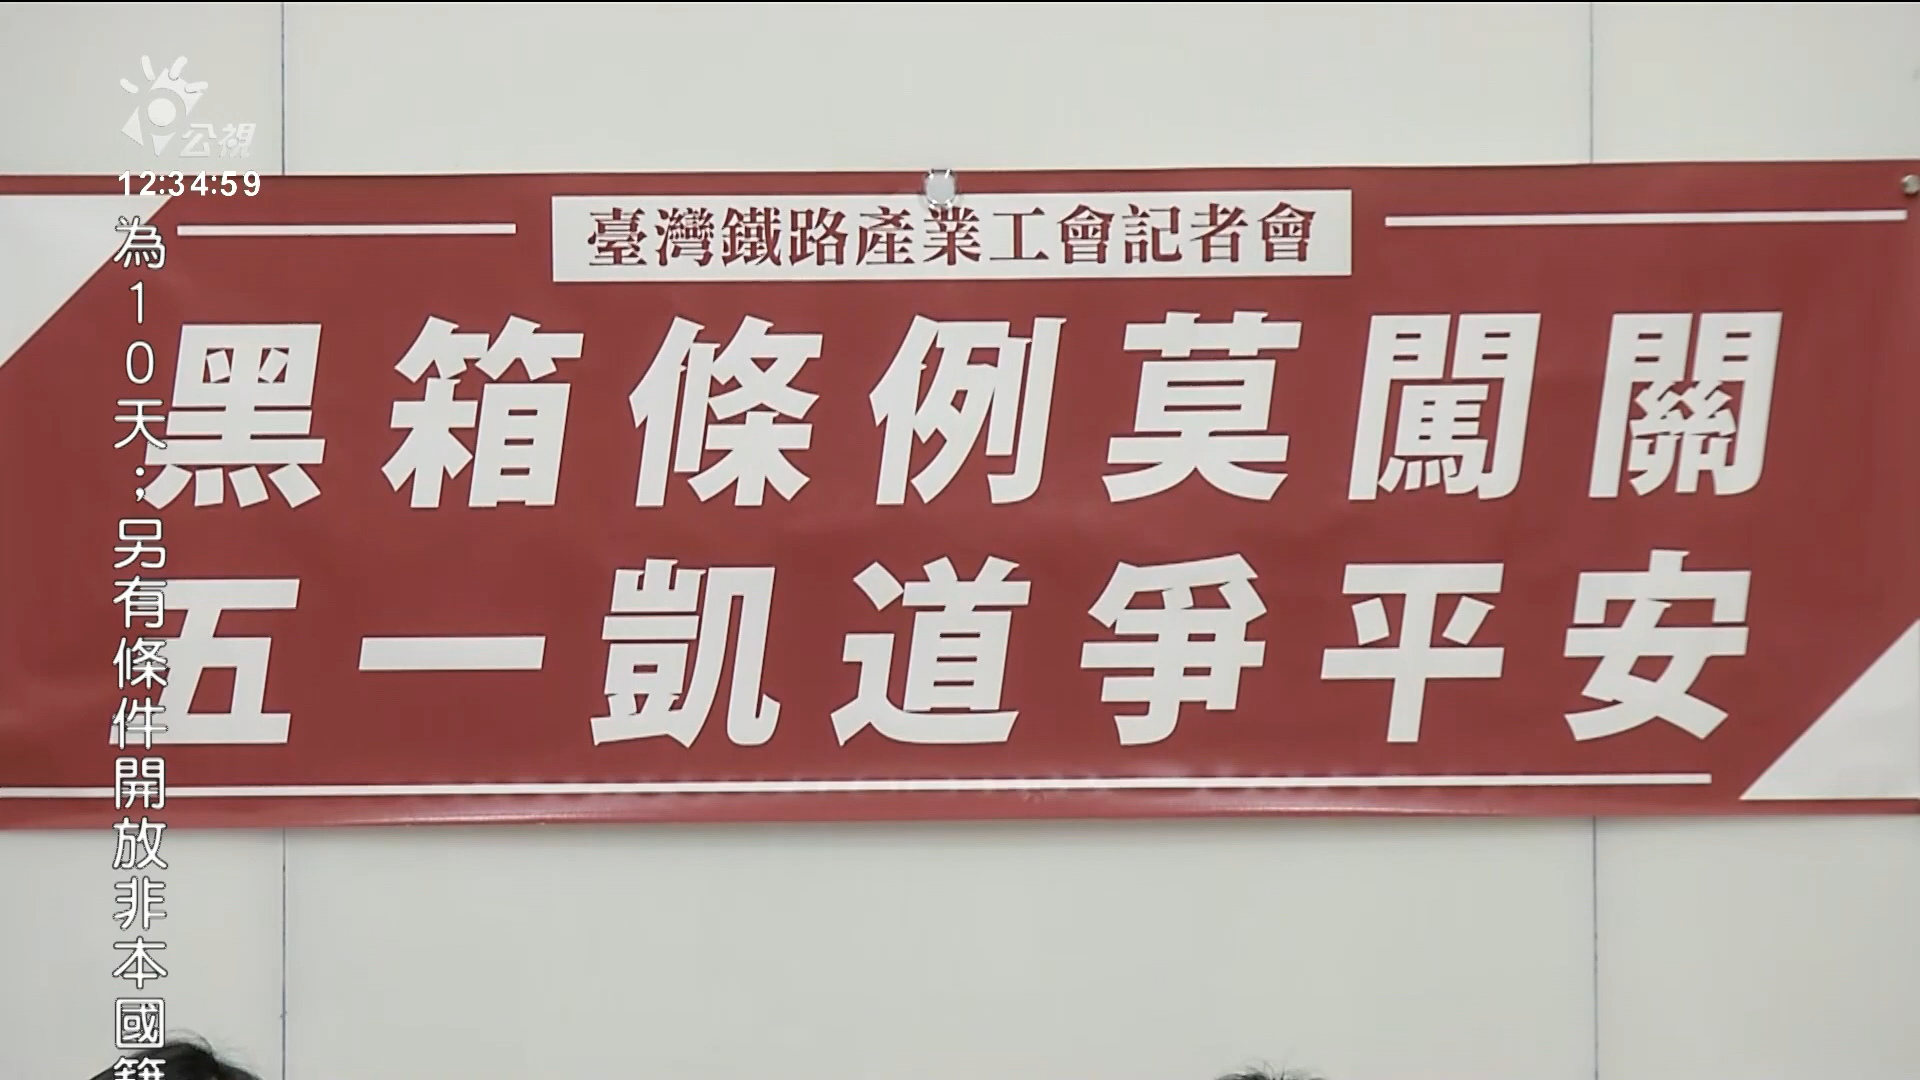 公視
12:34:59
為10天；另有條件開放非本國籍
臺灣鐵路產業工會記者會
黑箱條例莫闖關
五一凱道爭平安